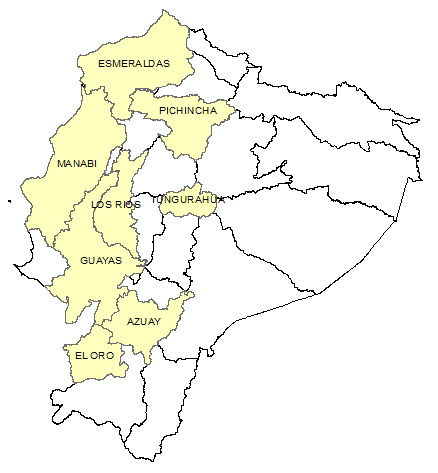 ESMERALDAS
PICHINCHA
MANABI
LOS RIOS
TUNGURAHUA
GUAYAS
AZUAY
EL ORO